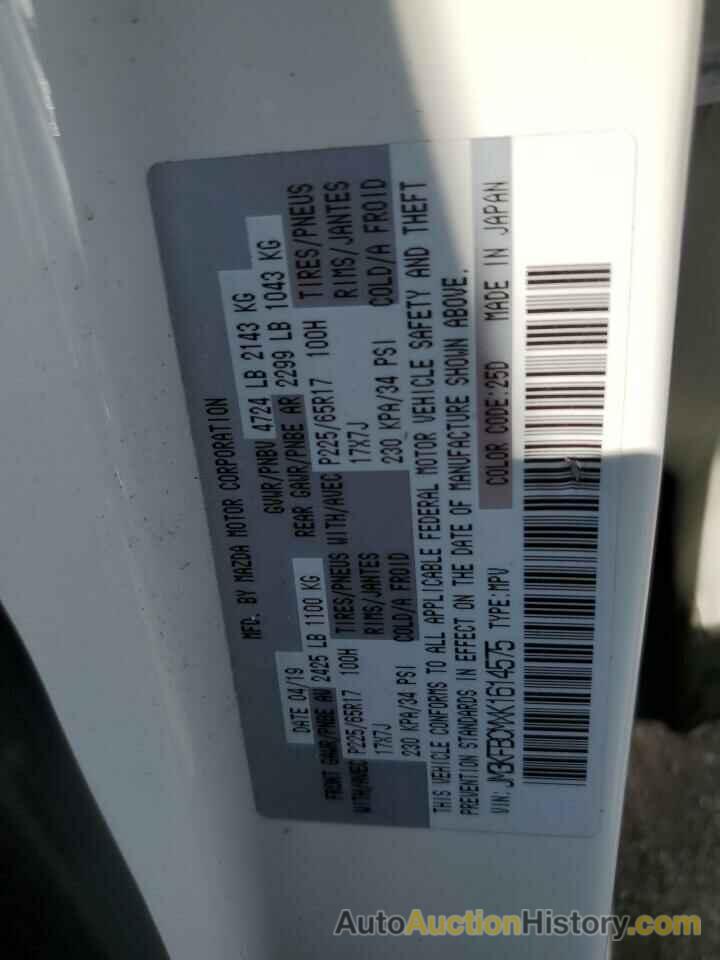 MFD. BY MAZDA MOTOR CORPORATION
DATE 04/19 GVWR/PNBV 4724 LB 2143 KG
FRONT GAWR/PNBE AV 2425 LB 1100 KG REAR GAWR/PNBE AR 2299 LB 1043 KG
WITH/AVEC P225/65R17 100H TIRES/PNEUS WITH/AVEC P225/65R17 100H TIRES/PNEUS
17X7J RIMS/JANTES 17X7J RIMS/JANTES
230 KPA/34 PSI COLD/A FROID 230 KPA/34 PSI COLD/A FROID
THIS VEHICLE CONFORMS TO ALL APPLICABLE FEDERAL MOTOR VEHICLE SAFETY AND THEFT
PREVENTION STANDARDS IN EFFECT ON THE DATE OF MANUFACTURE SHOWN ABOVE.
VIN: JM3KFBCMXK1614575 TYPE:MPV COLOR CODE:25D MADE IN JAPAN
AutoAuctionHistory.com